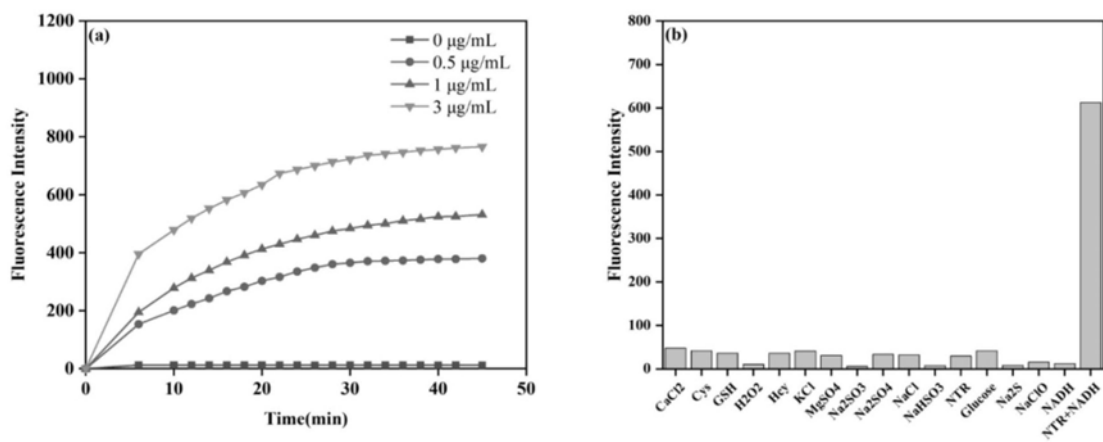 (a)
0 μg/mL
0.5 μg/mL
1 μg/mL
3 μg/mL
1200
1000
800
600
400
200
0
Fluorescence Intensity
0 10 20 30 40 50
Time(min)
(b)
800
700
600
500
400
300
200
100
0
Fluorescence Intensity
CaCl2
Cys
GSH
H2O2
Hcy
KCl
MgSO4
Na2SO3
Na2SO4
NaCl
NaHSO3
NTR
Glucose
Na2S
NaClO
NADH
NTR+NADH